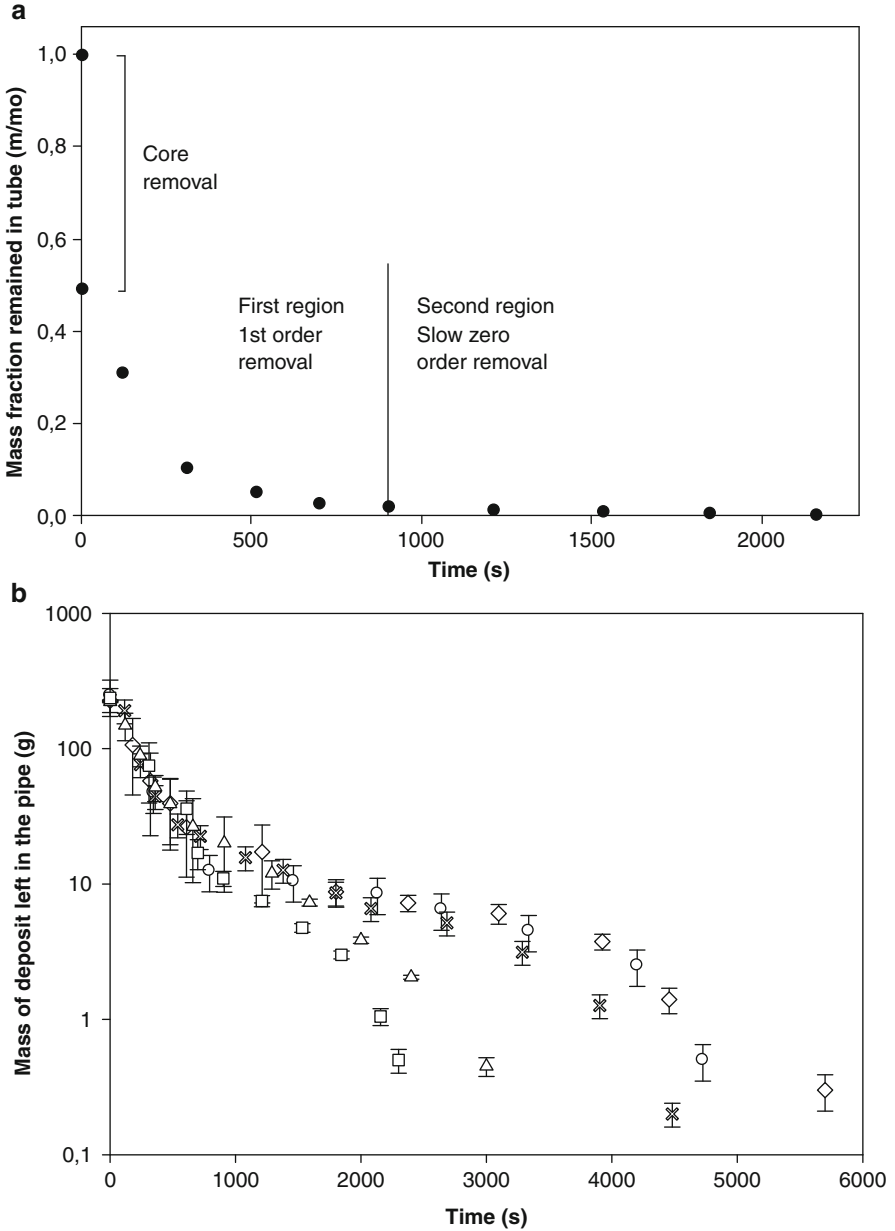 a
Mass fraction remained in tube (m/mo)
1,0
0,8
0,6
0,4
0,2
0,0
Core
removal
First region
1st order
removal
Second region
Slow zero
order removal
0
500
1000
1500
2000
Time (s)
b
Mass of deposit left in the pipe (g)
1000
100
10
1
0,1
0
1000
2000
3000
4000
5000
6000
Time (s)